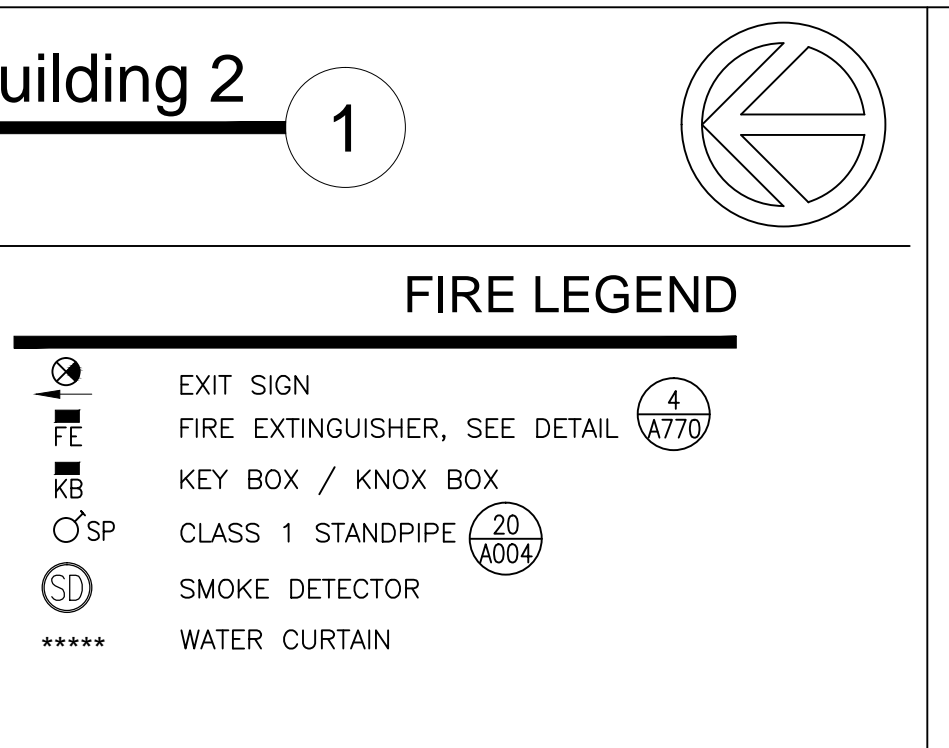 uilding 2
1
FIRE LEGEND
EXIT SIGN
FE FIRE EXTINGUISHER, SEE DETAIL 4
A770
KB KEY BOX / KNOX BOX
SP CLASS 1 STANDPIPE 20
A004
SD SMOKE DETECTOR
***** WATER CURTAIN